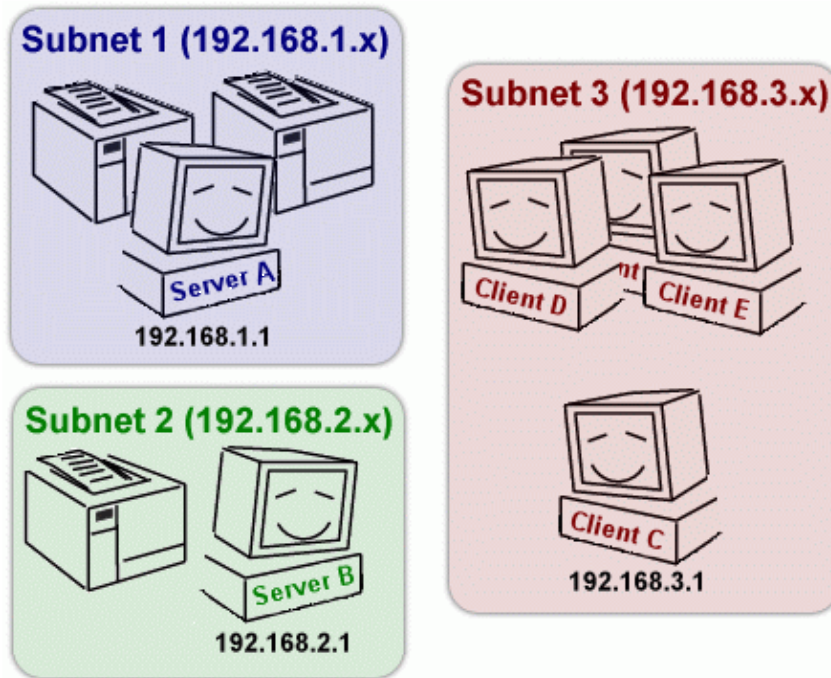 Subnet 1 (192.168.1.x)
Server A
192.168.1.1
Subnet 2 (192.168.2.x)
Server B
192.168.2.1
Subnet 3 (192.168.3.x)
Client D
Client E
Client C
192.168.3.1